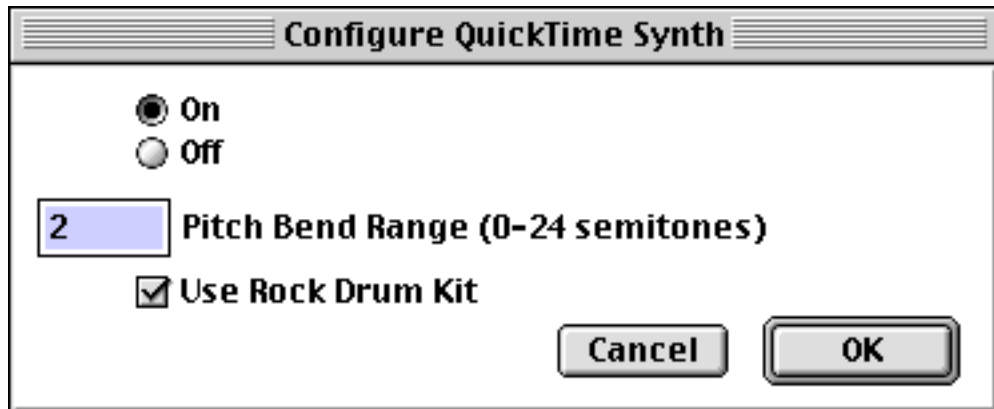 Configure QuickTime Synth
On
Off
2 Pitch Bend Range (0-24 semitones)
Use Rock Drum Kit
Cancel OK